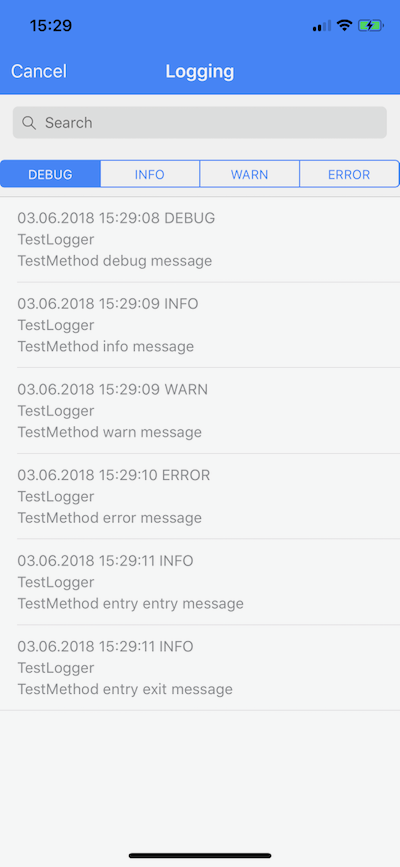 15:29
Cancel Logging
Search
DEBUG INFO WARN ERROR
03.06.2018 15:29:08 DEBUG
TestLogger
TestMethod debug message
03.06.2018 15:29:09 INFO
TestLogger
TestMethod info message
03.06.2018 15:29:09 WARN
TestLogger
TestMethod warn message
03.06.2018 15:29:10 ERROR
TestLogger
TestMethod error message
03.06.2018 15:29:11 INFO
TestLogger
TestMethod entry entry message
03.06.2018 15:29:11 INFO
TestLogger
TestMethod entry exit message